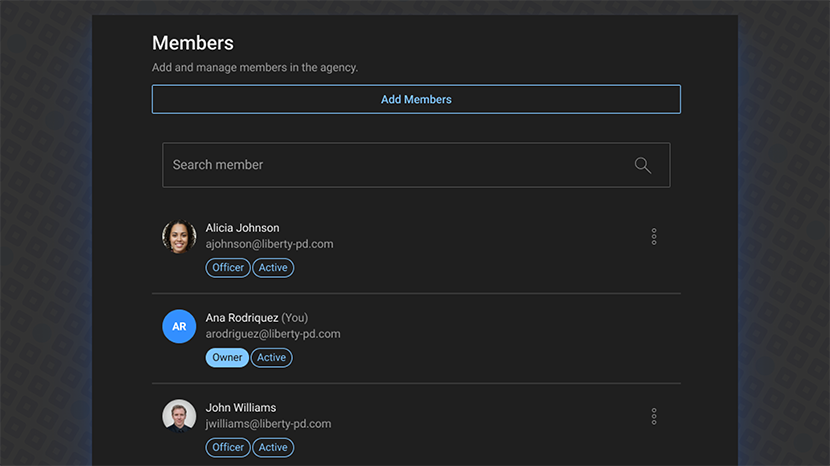 Members
Add and manage members in the agency.
Add Members
Search member
Alicia Johnson
ajohnson@liberty-pd.com
Officer Active
AR
Ana Rodriquez (You)
arodriguez@liberty-pd.com
Owner Active
John Williams
jwilliams@liberty-pd.com
Officer Active